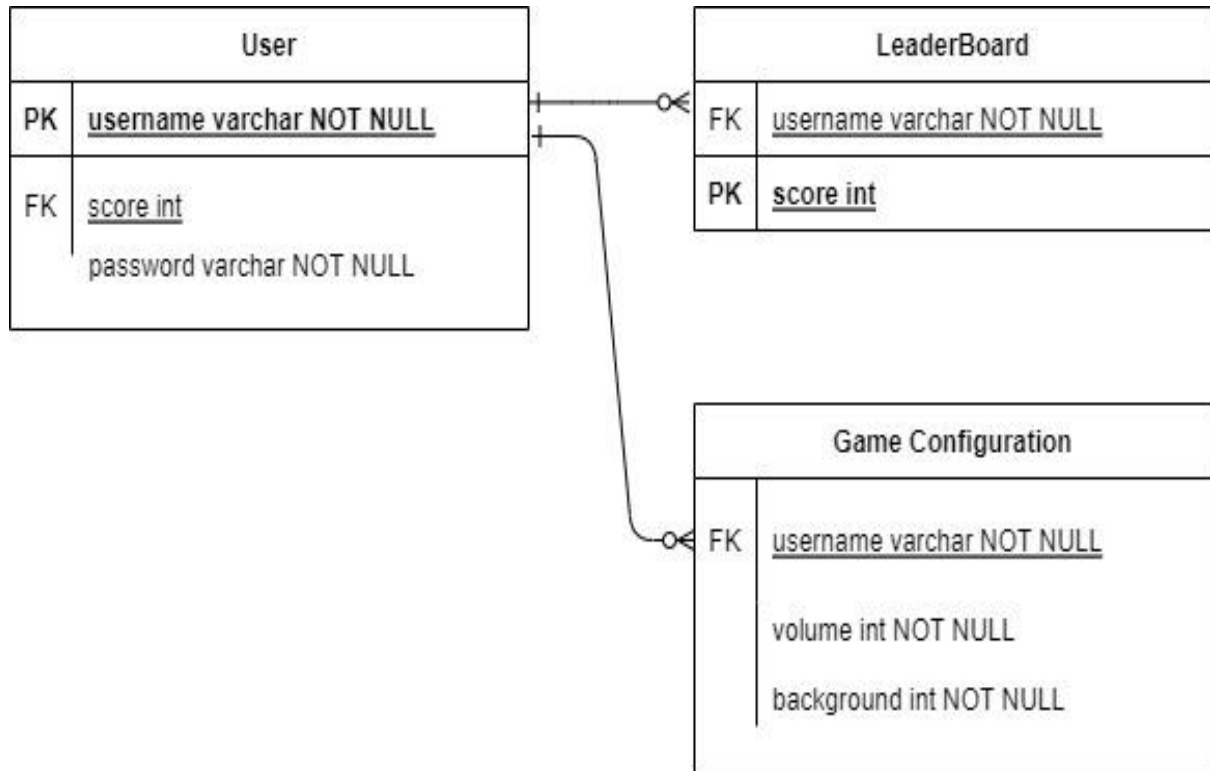 User
PK username varchar NOT NULL
FK score int
password varchar NOT NULL
LeaderBoard
FK username varchar NOT NULL
PK score int
Game Configuration
FK username varchar NOT NULL
volume int NOT NULL
background int NOT NULL